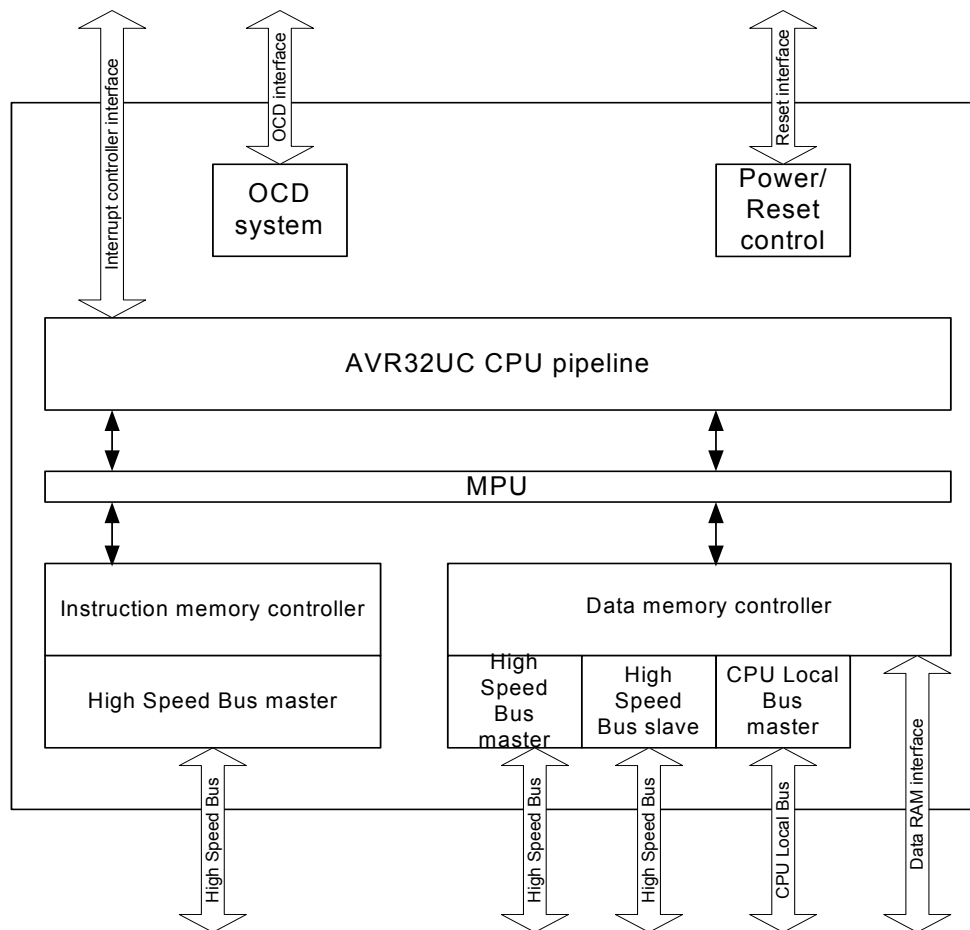 Interrupt controller interface
OCD interface
Reset interface
OCD
system
Power/
Reset
control
AVR32UC CPU pipeline
MPU
Instruction memory controller
High Speed Bus master
Data memory controller
High
Speed
Bus
master
High
Speed
Bus slave
CPU Local
Bus
master
High Speed Bus
High Speed Bus
High Speed Bus
CPU Local Bus
Data RAM interface